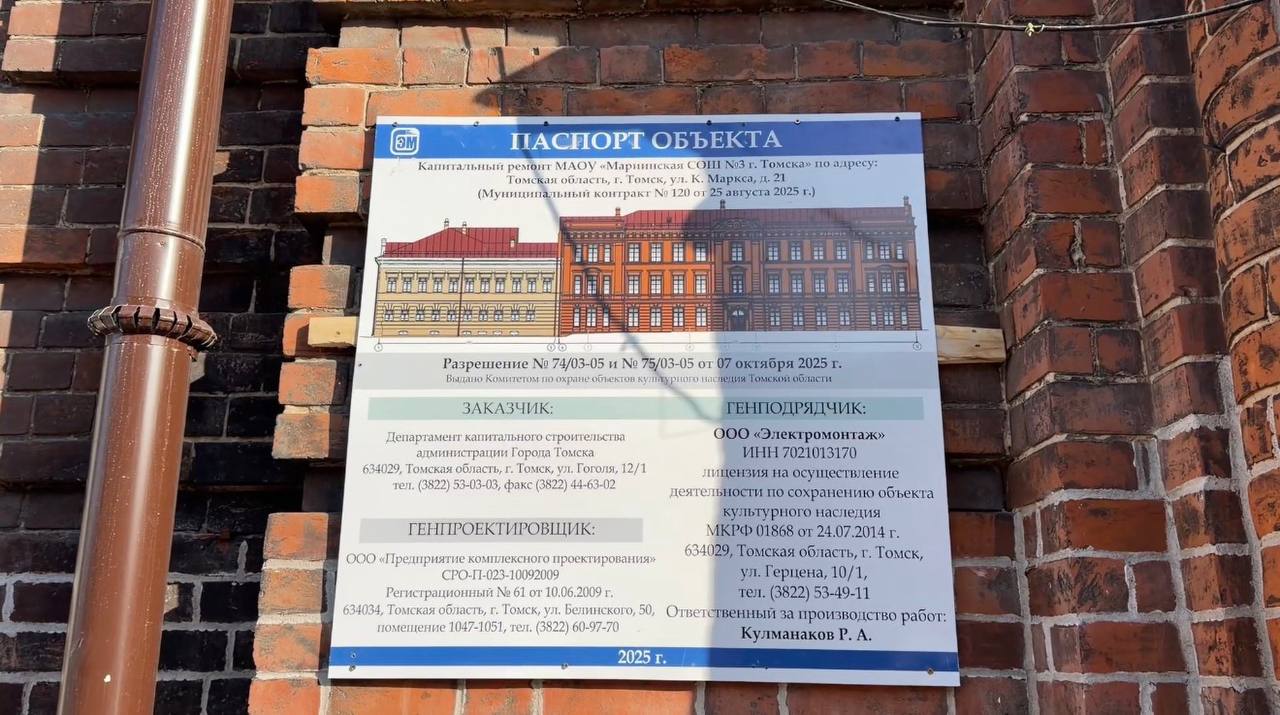 ЭМ
ПАСПОРТ ОБЪЕКТА
Капитальный ремонт МАОУ «Мариинская СОШ №3 г. Томска» по адресу:
Томская область, г. Томск, ул. К. Маркса, д. 21
(Муниципальный контракт № 120 от 25 августа 2025 г.)
Разрешение № 74/03-05 и № 75/03-05 от 07 октября 2025 г.
Выдано Комитетом по охране объектов культурного наследия Томской области
ЗАКАЗЧИК:
Департамент капитального строительства
администрации Города Томска
634029, Томская область, г. Томск, ул. Гоголя, 12/1
тел. (3822) 53-03-03, факс (3822) 44-63-02
ГЕНПРОЕКТИРОВЩИК:
ООО «Предприятие комплексного проектирования»
СРО-П-023-10092009
Регистрационный № 61 от 10.06.2009 г.
634034, Томская область, г. Томск, ул. Белинского, 50,
помещение 1047-1051, тел. (3822) 60-97-70
ГЕНПОДРЯДЧИК:
ООО «Электромонтаж»
ИНН 7021013170
лицензия на осуществление
деятельности по сохранению объекта
культурного наследия
МКРФ 01868 от 24.07.2014 г.
634029, Томская область, г. Томск,
ул. Герцена, 10/1,
тел. (3822) 53-49-11
Ответственный за производство работ:
Кулманаков Р. А.
2025 г.